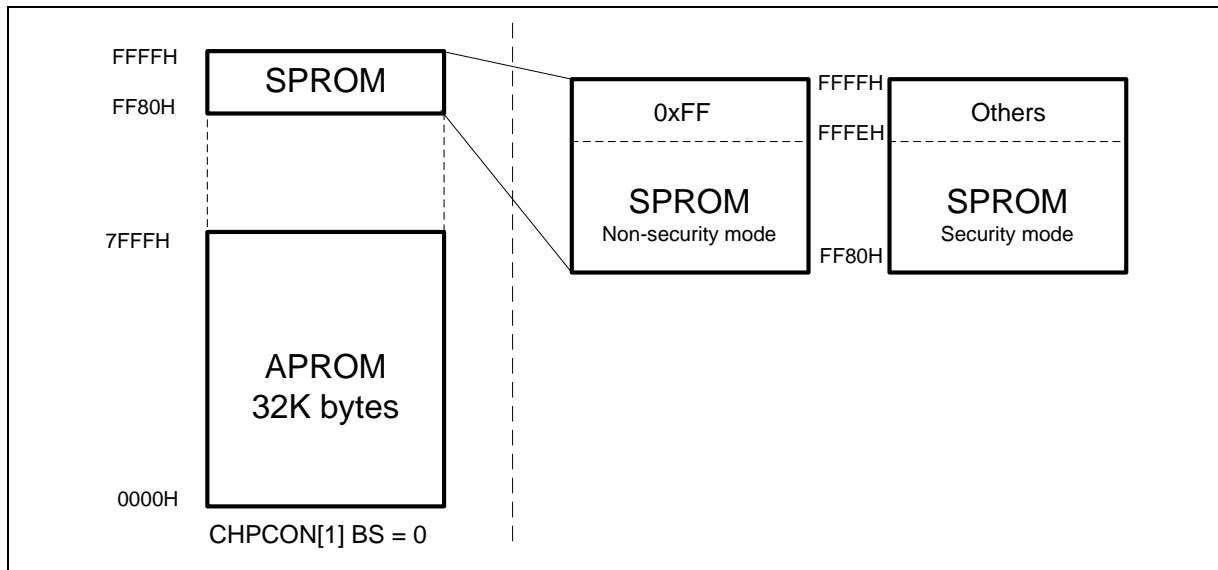 FFFFH
SPROM
FF80H
7FFFH
APROM
32K bytes
0000H
CHPCON[1] BS = 0
0xFF
SPROM
Non-security mode
FFFFH
FFFEH
FF80H
Others
SPROM
Security mode